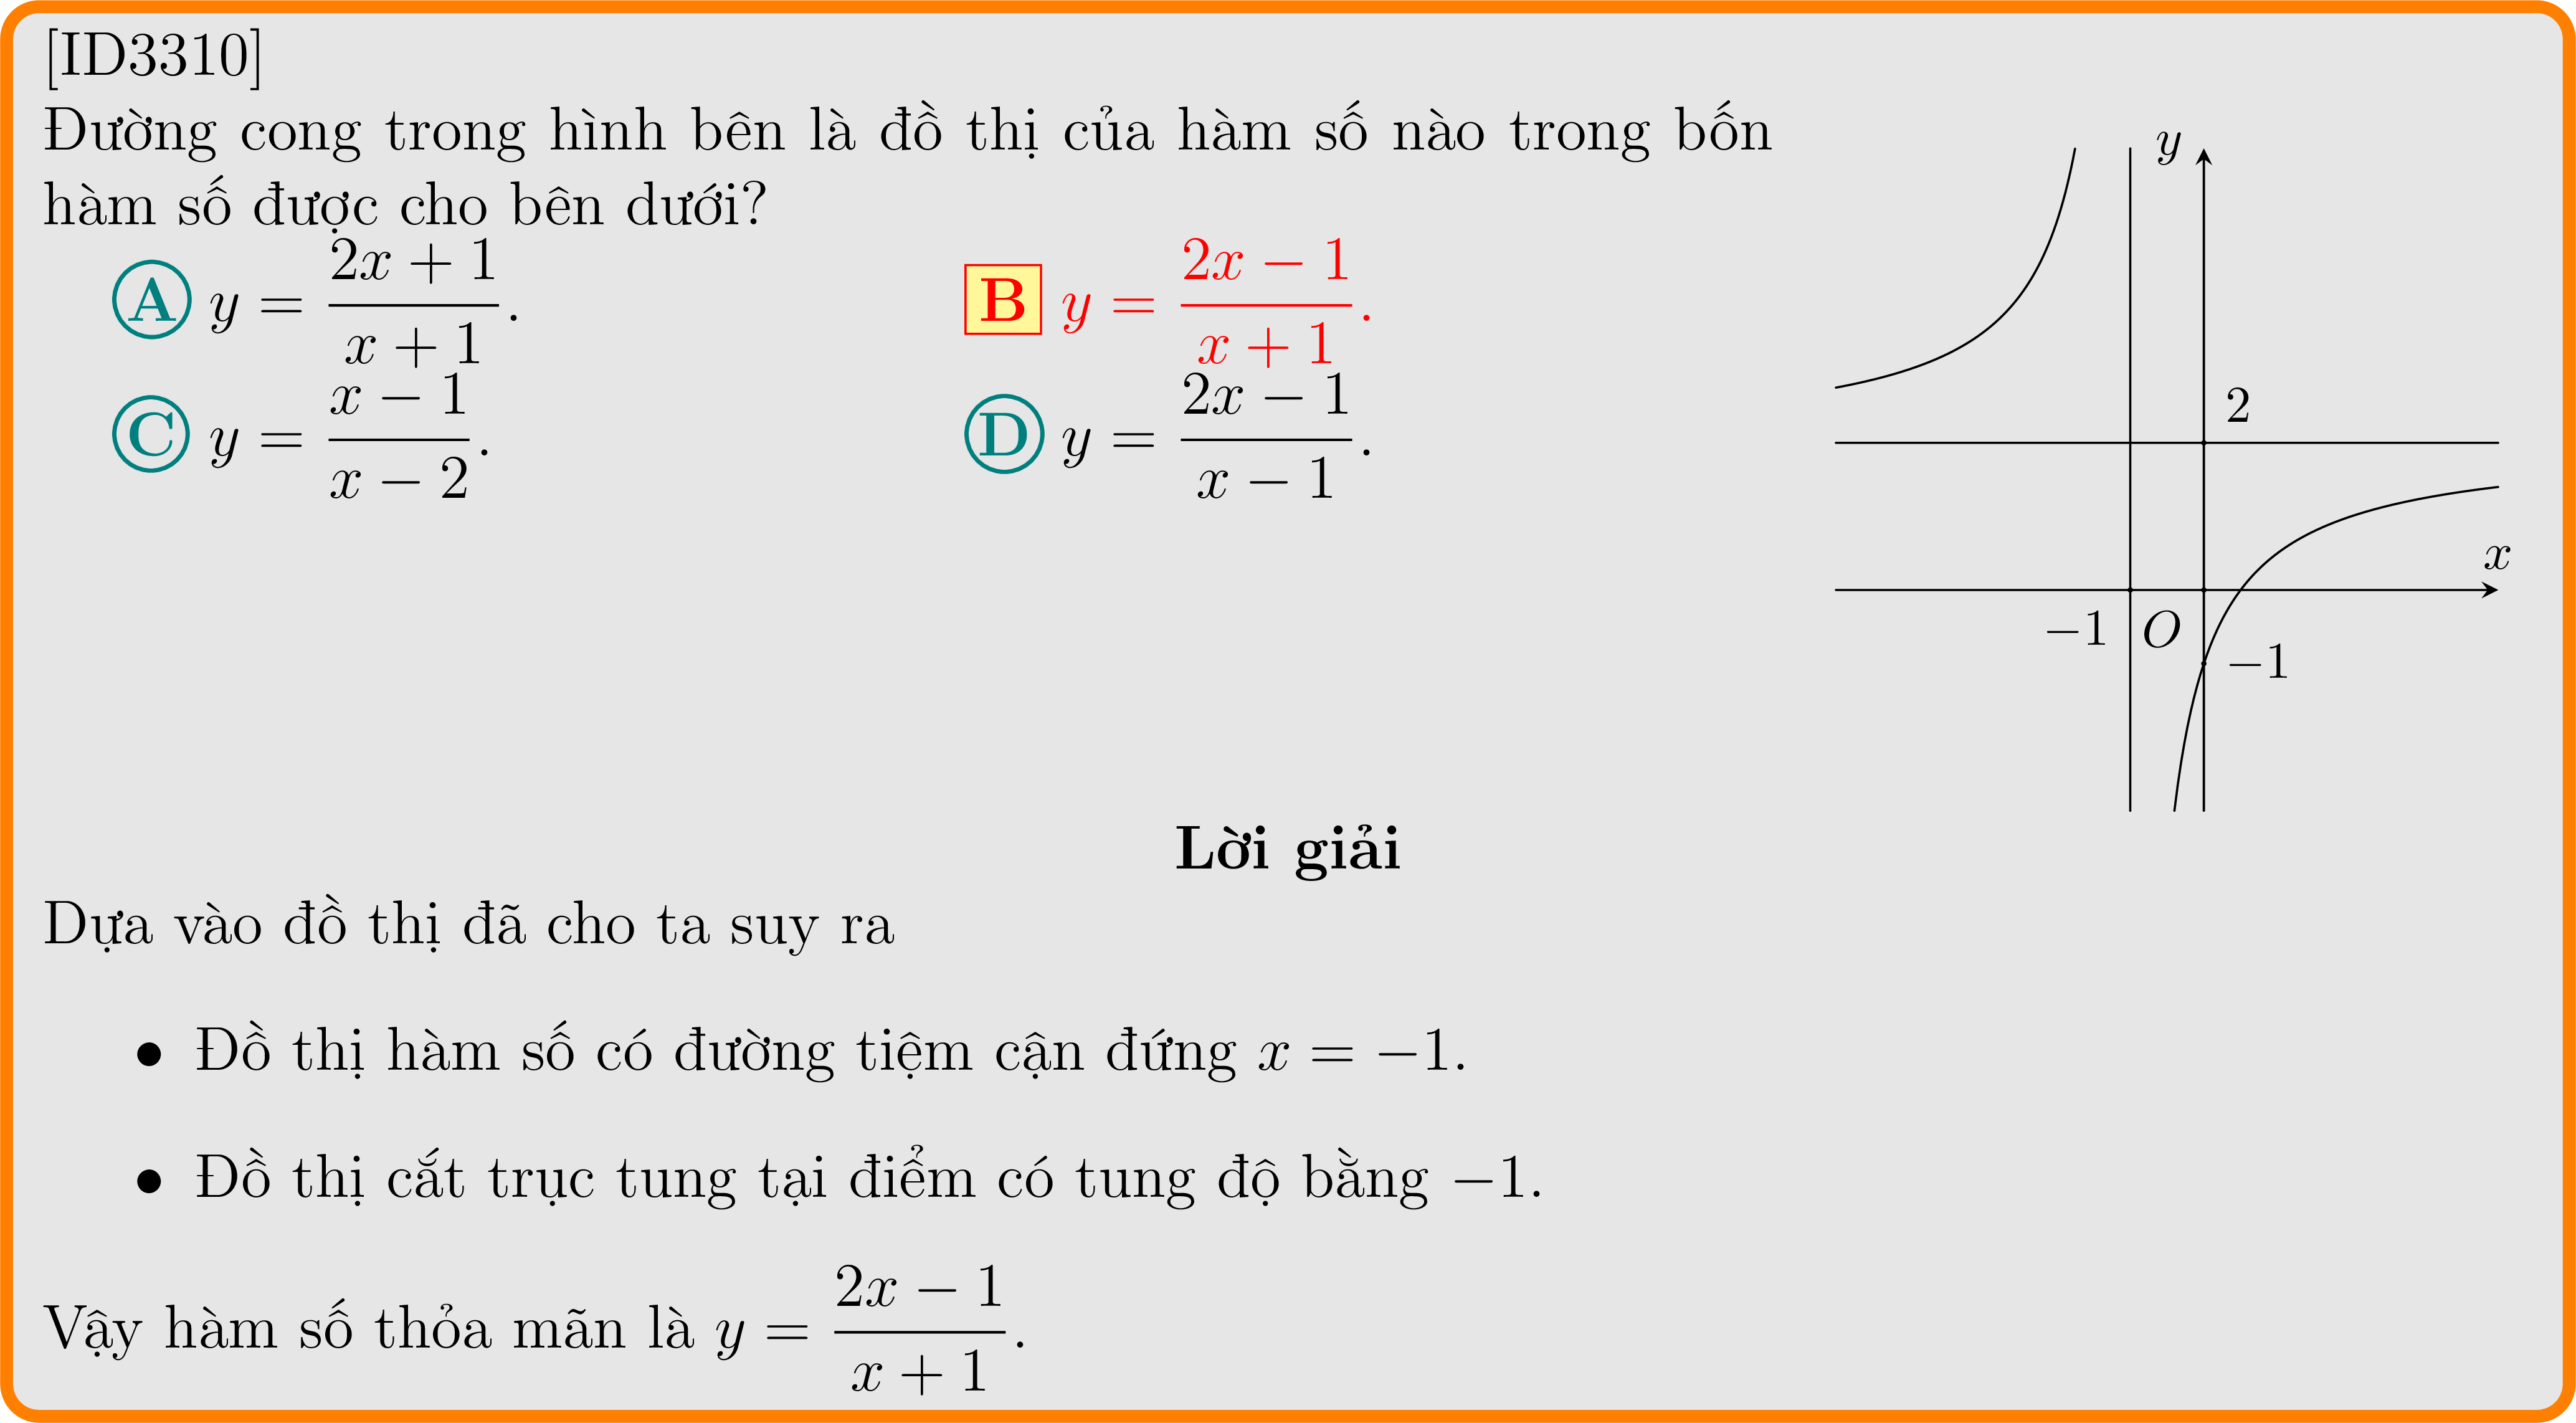 [ID3310]
Đường cong trong hình bên là đồ thị của hàm số nào trong bốn
hàm số được cho bên dưới?
A y = \frac{2x + 1}{x + 1}. B y = \frac{2x − 1}{x + 1}.
C y = \frac{x − 1}{x − 2}. D y = \frac{2x − 1}{x − 1}.
y
2
x
−1 O
−1
Lời giải
Dựa vào đồ thị đã cho ta suy ra
• Đồ thị hàm số có đường tiệm cận đứng x = −1.
• Đồ thị cắt trục tung tại điểm có tung độ bằng −1.
Vậy hàm số thỏa mãn là y = \frac{2x − 1}{x + 1}.